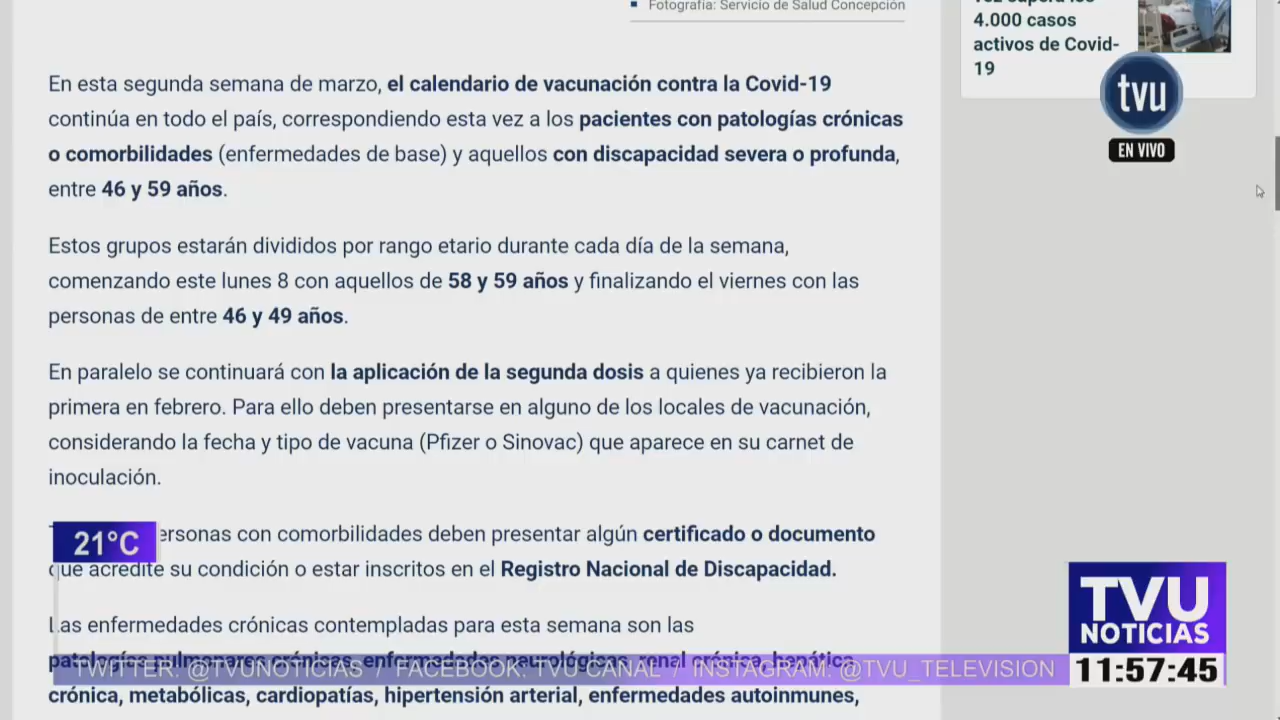 Fotografía: Servicio de Salud Concepción
4.000 casos
activos de Covid-
19
tvu
EN VIVO
En esta segunda semana de marzo, el calendario de vacunación contra la Covid-19
continúa en todo el país, correspondiendo esta vez a los pacientes con patologías crónicas
o comorbilidades (enfermedades de base) y aquellos con discapacidad severa o profunda,
entre 46 y 59 años.
Estos grupos estarán divididos por rango etario durante cada día de la semana,
comenzando este lunes 8 con aquellos de 58 y 59 años y finalizando el viernes con las
personas de entre 46 y 49 años.
En paralelo se continuará con la aplicación de la segunda dosis a quienes ya recibieron la
primera en febrero. Para ello deben presentarse en alguno de los locales de vacunación,
considerando la fecha y tipo de vacuna (Pfizer o Sinovac) que aparece en su carnet de
inoculación.
21°C
ersonas con comorbilidades deben presentar algún certificado o documento
que acredite su condición o estar inscritos en el Registro Nacional de Discapacidad.
Las enfermedades crónicas contempladas para esta semana son las
patologías pulmonares crónicas, enfermedades neurológicas, renal crónica, hepática
TWITTER: @TVUNOTICIAS FACEBOOK: TVU CANAL / INSTAGRAM: @TVU_TELEVISION
crónica, metabólicas, cardiopatías, hipertensión arterial, enfermedades autoinmunes,
TVU
NOTICIAS
11:57:45